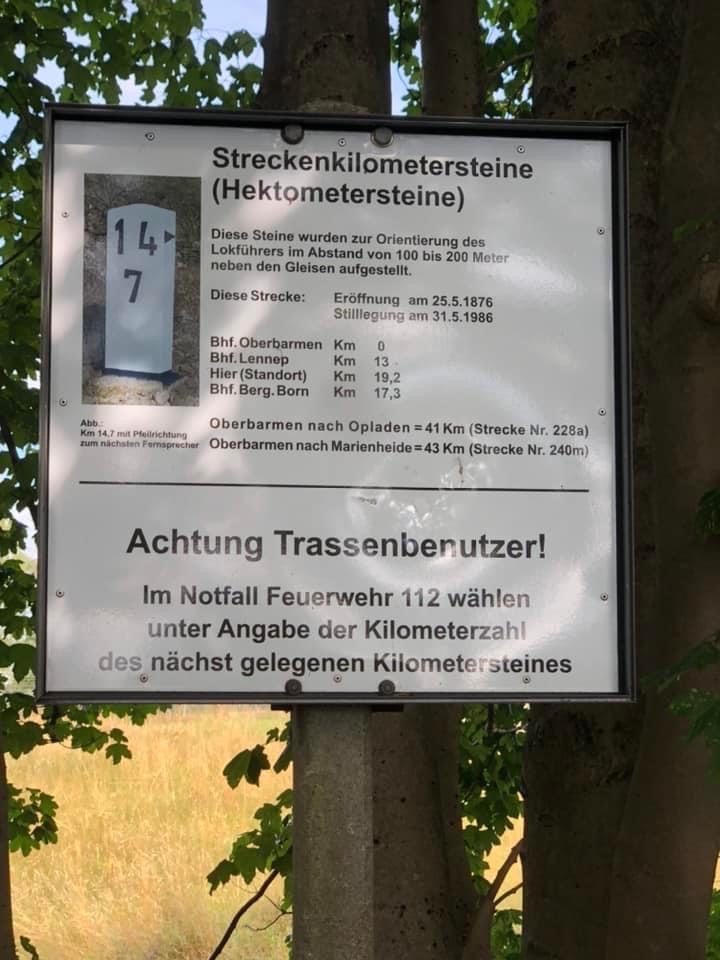 Streckenkilometersteine
(Hektometersteine)
14
7
Diese Steine wurden zur Orientierung des
Lokführers im Abstand von 100 bis 200 Meter
neben den Gleisen aufgestellt.
Diese Strecke: Eröffnung am 25.5.1876
Stilllegung am 31.5.1986
Bhf. Oberbarmen Km 0
Bhf. Lennep Km 13
Hier (Standort) Km 19,2
Bhf. Berg. Born Km 17,3
Abb.:
Km 14,7 mit Pfeilrichtung
zum nächsten Fernsprecher
Oberbarmen nach Opladen = 41 Km (Strecke Nr. 228a)
Oberbarmen nach Marienheide = 43 Km (Strecke Nr. 240m)
Achtung Trassenbenutzer!
Im Notfall Feuerwehr 112 wählen
unter Angabe der Kilometerzahl
des nächst gelegenen Kilometersteines